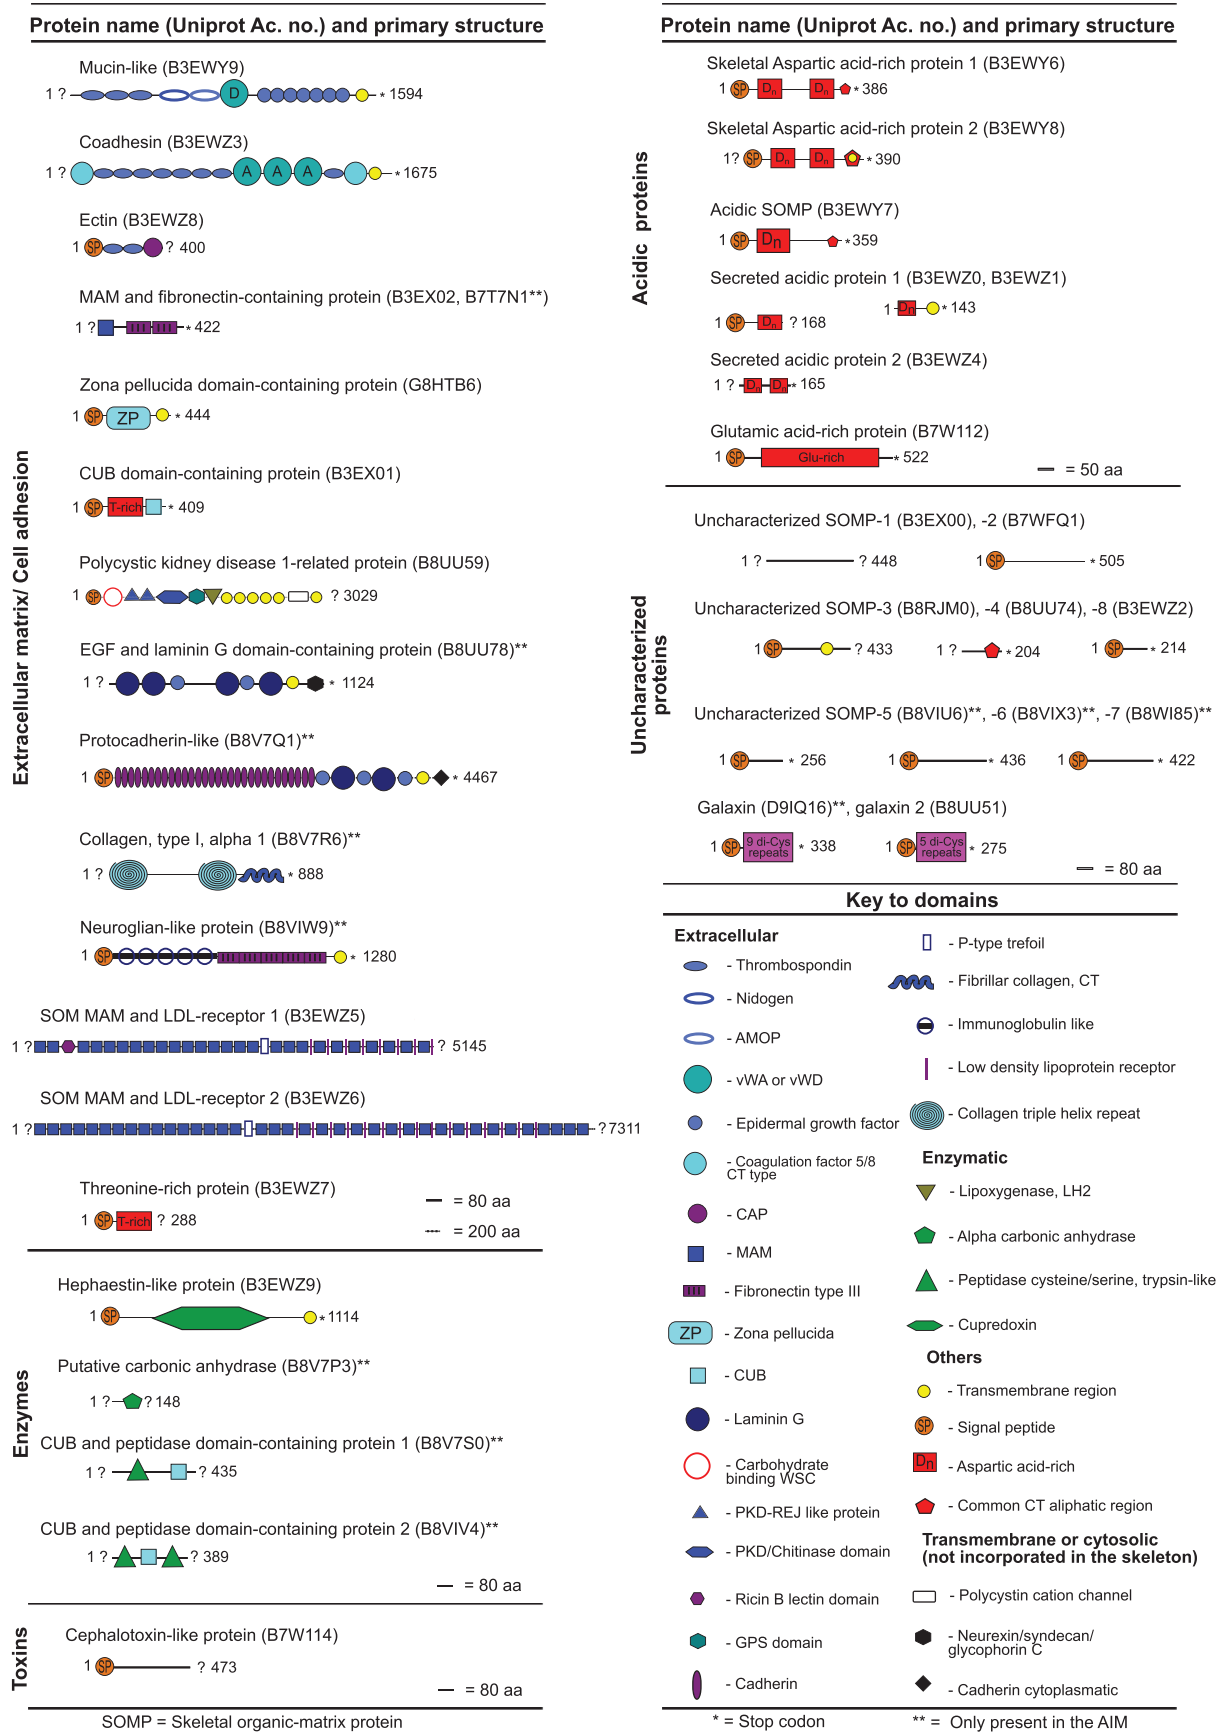 Protein name (Uniprot Ac. no.) and primary structure
Extracellular matrix/ Cell adhesion
Mucin-like (B3EWY9)
1 ? D * 1594
Coadhesin (B3EWZ3)
1 ? A A A * 1675
Ectin (B3EWZ8)
1 SP ? 400
MAM and fibronectin-containing protein (B3EX02, B7T7N1**)
1 ? III III * 422
Zona pellucida domain-containing protein (G8HTB6)
1 SP ZP * 444
CUB domain-containing protein (B3EX01)
1 SP T-rich * 409
Polycystic kidney disease 1-related protein (B8UU59)
1 SP ? 3029
EGF and laminin G domain-containing protein (B8UU78)**
1 ? * 1124
Protocadherin-like (B8V7Q1)**
1 SP * 4467
Collagen, type I, alpha 1 (B8V7R6)**
1 ? * 888
Neuroglian-like protein (B8VIW9)**
1 SP * 1280
SOM MAM and LDL-receptor 1 (B3EWZ5)
1 ? ? 5145
SOM MAM and LDL-receptor 2 (B3EWZ6)
1 ? ? 7311
Threonine-rich protein (B3EWZ7)
1 SP T-rich ? 288
= 80 aa
= 200 aa
Enzymes
Hephaestin-like protein (B3EWZ9)
1 SP * 1114
Putative carbonic anhydrase (B8V7P3)**
1 ? ? 148
CUB and peptidase domain-containing protein 1 (B8V7S0)**
1 ? ? 435
CUB and peptidase domain-containing protein 2 (B8VIV4)**
1 ? ? 389
= 80 aa
Toxins
Cephalotoxin-like protein (B7W114)
1 SP ? 473
= 80 aa
SOMP = Skeletal organic-matrix protein
Protein name (Uniprot Ac. no.) and primary structure
Acidic proteins
Skeletal Aspartic acid-rich protein 1 (B3EWY6)
1 SP Dn Dn * 386
Skeletal Aspartic acid-rich protein 2 (B3EWY8)
1? SP Dn Dn * 390
Acidic SOMP (B3EWY7)
1 SP Dn * 359
Secreted acidic protein 1 (B3EWZ0, B3EWZ1)
1 Dn * 143
1 SP Dn ? 168
Secreted acidic protein 2 (B3EWZ4)
1 ? Dn Dn * 165
Glutamic acid-rich protein (B7W112)
1 SP Glu-rich * 522
= 50 aa
Uncharacterized
proteins
Uncharacterized SOMP-1 (B3EX00), -2 (B7WFQ1)
1 ? ? 448 1 SP * 505
Uncharacterized SOMP-3 (B8RJM0), -4 (B8UU74), -8 (B3EWZ2)
1 SP ? 433 1 ? * 204 1 SP * 214
Uncharacterized SOMP-5 (B8VIU6)**, -6 (B8VIX3)**, -7 (B8WI85)**
1 SP * 256 1 SP * 436 1 SP * 422
Galaxin (D9IQ16)**, galaxin 2 (B8UU51)
1 SP 9 di-Cys repeats * 338 1 SP 5 di-Cys repeats * 275
= 80 aa
Key to domains
Extracellular
- Thrombospondin
- Nidogen
- AMOP
- vWA or vWD
- Epidermal growth factor
- Coagulation factor 5/8
CT type
- CAP
- MAM
- Fibronectin type III
ZP - Zona pellucida
- CUB
- Laminin G
- Carbohydrate
binding WSC
- PKD-REJ like protein
- PKD/Chitinase domain
- Ricin B lectin domain
- GPS domain
- Cadherin
- P-type trefoil
- Fibrillar collagen, CT
- Immunoglobulin like
- Low density lipoprotein receptor
- Collagen triple helix repeat
Enzymatic
- Lipoxygenase, LH2
- Alpha carbonic anhydrase
- Peptidase cysteine/serine, trypsin-like
- Cupredoxin
Others
- Transmembrane region
SP - Signal peptide
Dn - Aspartic acid-rich
- Common CT aliphatic region
Transmembrane or cytosolic
(not incorporated in the skeleton)
- Polycystin cation channel
- Neurexin/syndecan/
glycophorin C
- Cadherin cytoplasmatic
* = Stop codon ** = Only present in the AIM